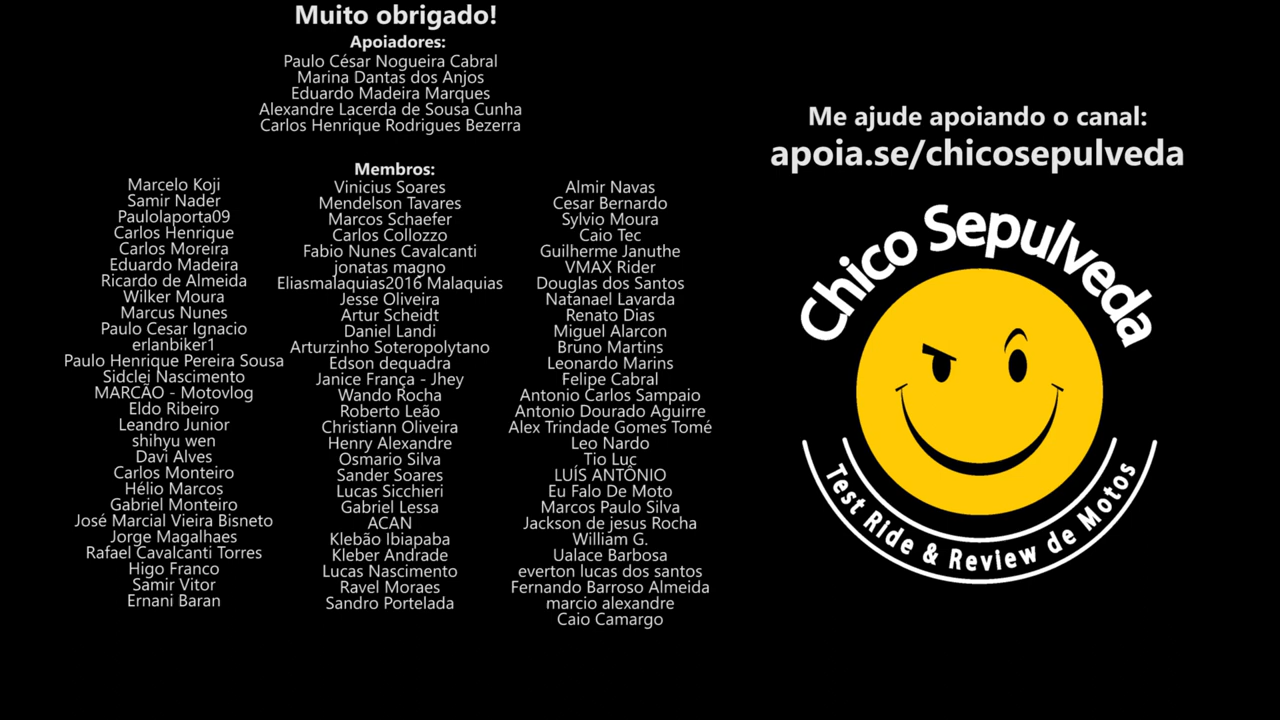 Muito obrigado!
Apoiadores:
Paulo César Nogueira Cabral
Marina Dantas dos Anjos
Eduardo Madeira Marques
Alexandre Lacerda de Sousa Cunha
Carlos Henrique Rodrigues Bezerra
Membros:
Marcelo Koji
Samir Nader
Paulolaporta09
Carlos Henrique
Carlos Moreira
Eduardo Madeira
Ricardo de Almeida
Wilker Moura
Marcus Nunes
Paulo Cesar Ignacio
erlanbiker1
Paulo Henrique Pereira Sousa
Sidclei Nascimento
MARCÃO - Motovlog
Eldo Ribeiro
Leandro Junior
shihyu wen
Davi Alves
Carlos Monteiro
Hélio Marcos
Gabriel Monteiro
José Marcial Vieira Bisneto
Jorge Magalhaes
Rafael Cavalcanti Torres
Higo Franco
Samir Vitor
Ernani Baran
Vinicius Soares
Mendelson Tavares
Marcos Schaefer
Carlos Collozzo
Fabio Nunes Cavalcanti
jonatas magno
Eliasmalaquias2016 Malaquias
Jesse Oliveira
Artur Scheidt
Daniel Landi
Arturzinho Soteropolytano
Edson dequadra
Janice França - Jhey
Wando Rocha
Roberto Leão
Christiann Oliveira
Henry Alexandre
Osmario Silva
Sander Soares
Lucas Sicchieri
Gabriel Lessa
ACAN
Klebão Ibiapaba
Kleber Andrade
Lucas Nascimento
Ravel Moraes
Sandro Portelada
Almir Navas
Cesar Bernardo
Sylvio Moura
Caio Tec
Guilherme Januthe
VMAX Rider
Douglas dos Santos
Natanael Lavarda
Renato Dias
Miguel Alarcon
Bruno Martins
Leonardo Marins
Felipe Cabral
Antonio Carlos Sampaio
Antonio Dourado Aguirre
Alex Trindade Gomes Tomé
Leo Nardo
Tio Luc
LUÍS ANTÔNIO
Eu Falo De Moto
Marcos Paulo Silva
Jackson de jesus Rocha
William G.
Ualace Barbosa
everton lucas dos santos
Fernando Barroso Almeida
marcio alexandre
Caio Camargo
Me ajude apoiando o canal:
apoia.se/chicosepulveda
Chico Sepulveda
Test Ride & Review de Motos